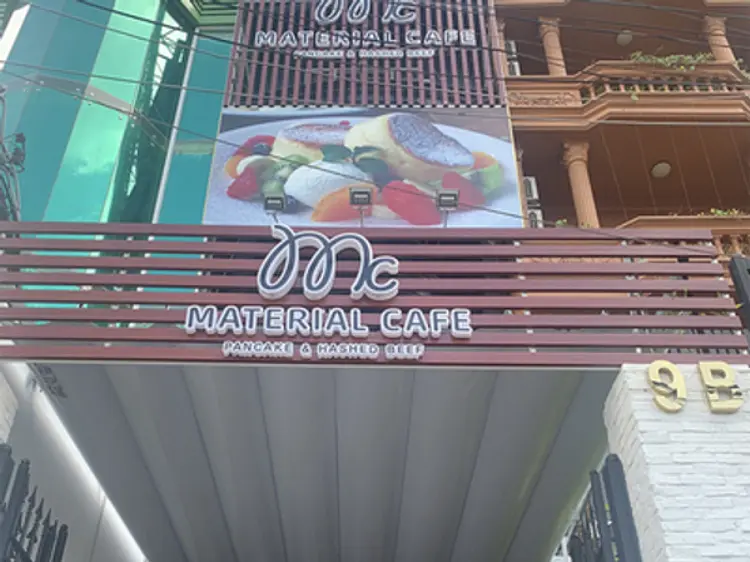 mc
MATERIAL CAFE
PANCAKE & HASHED BEEF
mc
MATERIAL CAFE
PANCAKE & HASHED BEEF
9B